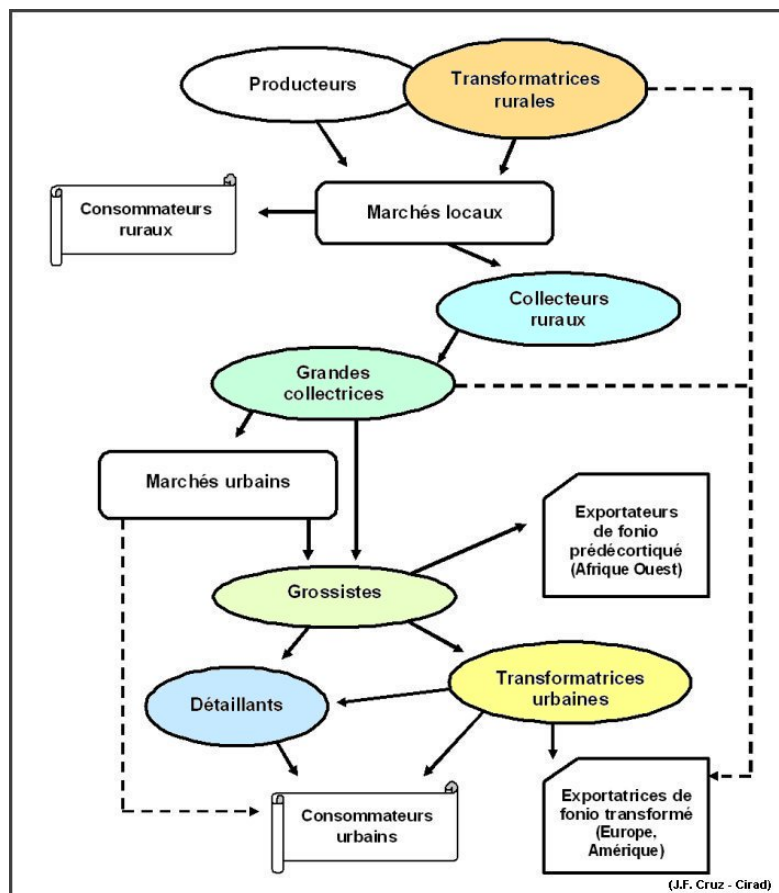 Producteurs
Transformatrices
rurales
Consommateurs
ruraux
Marchés locaux
Collecteurs
ruraux
Grandes
collectrices
Marchés urbains
Exportateurs
de fonio
prédécortiqué
(Afrique Ouest)
Grossistes
Détaillants
Transformatrices
urbaines
Consommateurs
urbains
Exportatrices de
fonio transformé
(Europe,
Amérique)
(J.F. Cruz - Cirad)